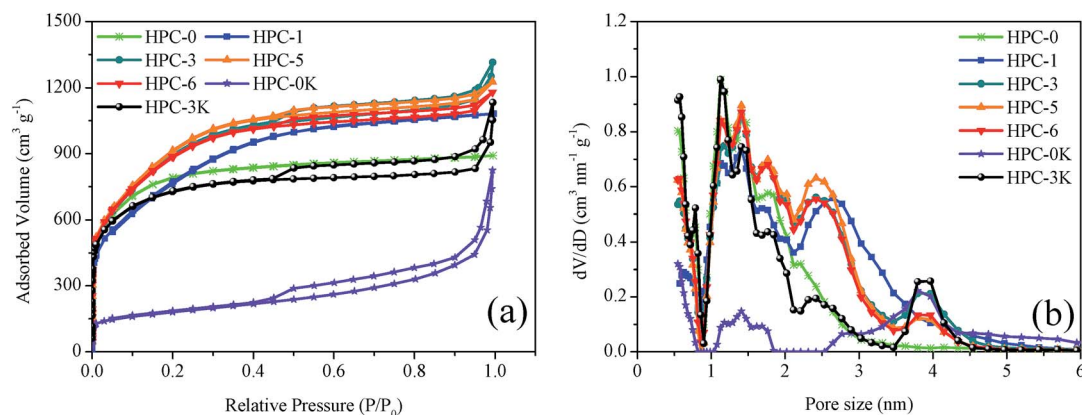 (a)
1500
1200
900
600
300
0
Adsorbed Volume (cm³ g⁻¹)
HPC-0 HPC-1
HPC-3 HPC-5
HPC-6 HPC-0K
HPC-3K
0.0 0.2 0.4 0.6 0.8 1.0
Relative Pressure (P/P₀)
(b)
1.2
1.0
0.8
0.6
0.4
0.2
0.0
dV/dD (cm³ nm⁻¹ g⁻¹)
HPC-0
HPC-1
HPC-3
HPC-5
HPC-6
HPC-0K
HPC-3K
0 1 2 3 4 5 6
Pore size (nm)